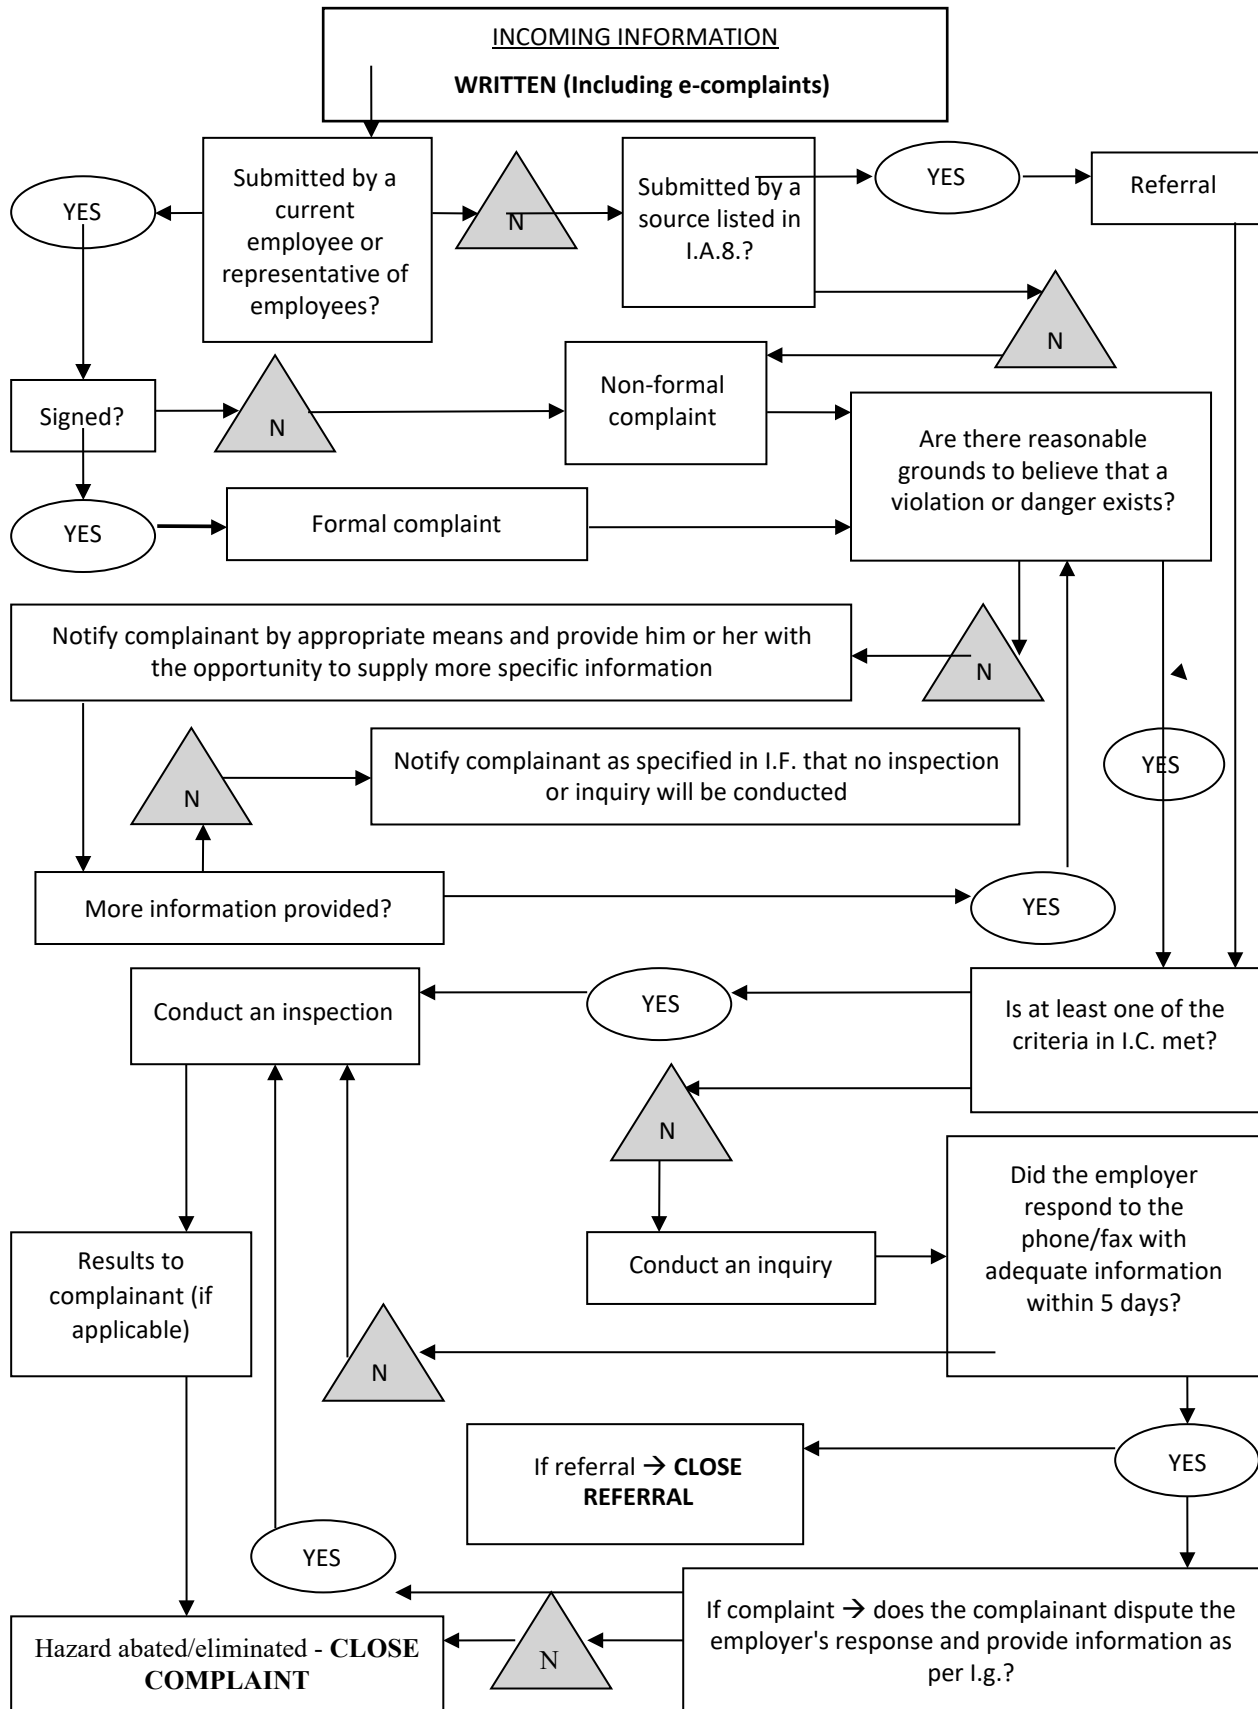 INCOMING INFORMATION
WRITTEN (Including e-complaints)
YES
Submitted by a
current
employee or
representative of
employees?
N
Submitted by a
source listed in
I.A.8.?
YES
Referral
N
Signed?
N
Non-formal
complaint
Are there reasonable
grounds to believe that a
violation or danger exists?
YES
Formal complaint
Notify complainant by appropriate means and provide him or her with
the opportunity to supply more specific information
N
N
Notify complainant as specified in I.F. that no inspection
or inquiry will be conducted
YES
More information provided?
YES
Conduct an inspection
YES
Is at least one of the
criteria in I.C. met?
N
Did the employer
respond to the
phone/fax with
adequate information
within 5 days?
Results to
complainant (if
applicable)
Conduct an inquiry
N
If referral → CLOSE
REFERRAL
YES
YES
If complaint → does the complainant dispute the
employer's response and provide information as
per I.g.?
N
Hazard abated/eliminated - CLOSE
COMPLAINT